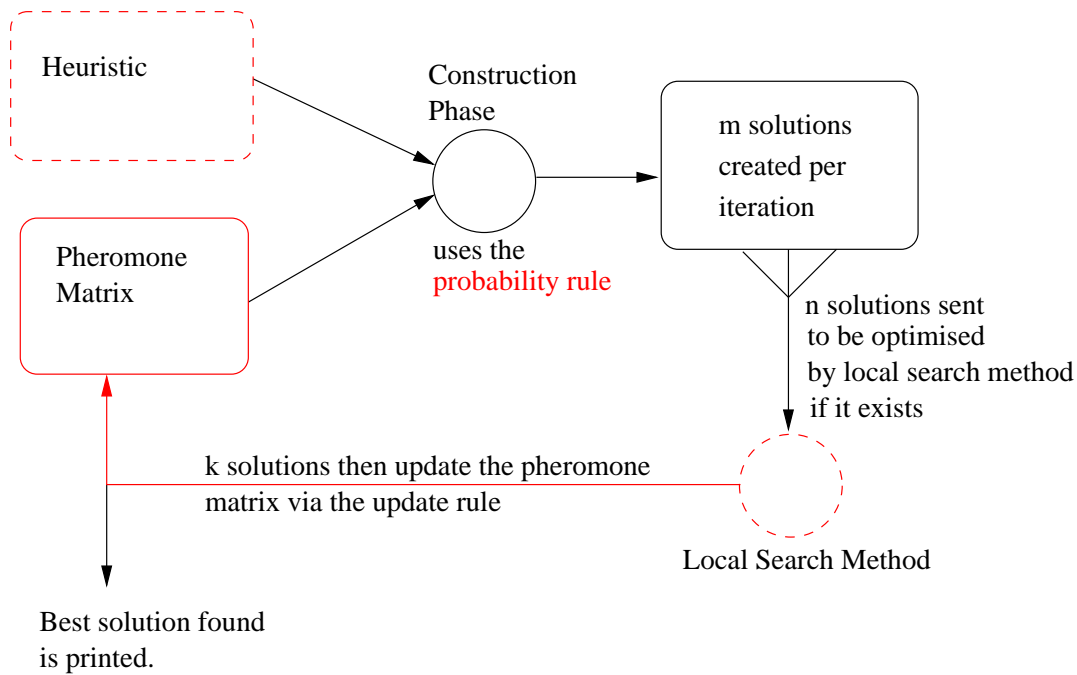 Heuristic
Construction
Phase
m solutions
created per
iteration
Pheromone
Matrix
uses the
probability rule
n solutions sent
to be optimised
by local search method
if it exists
k solutions then update the pheromone
matrix via the update rule
Local Search Method
Best solution found
is printed.